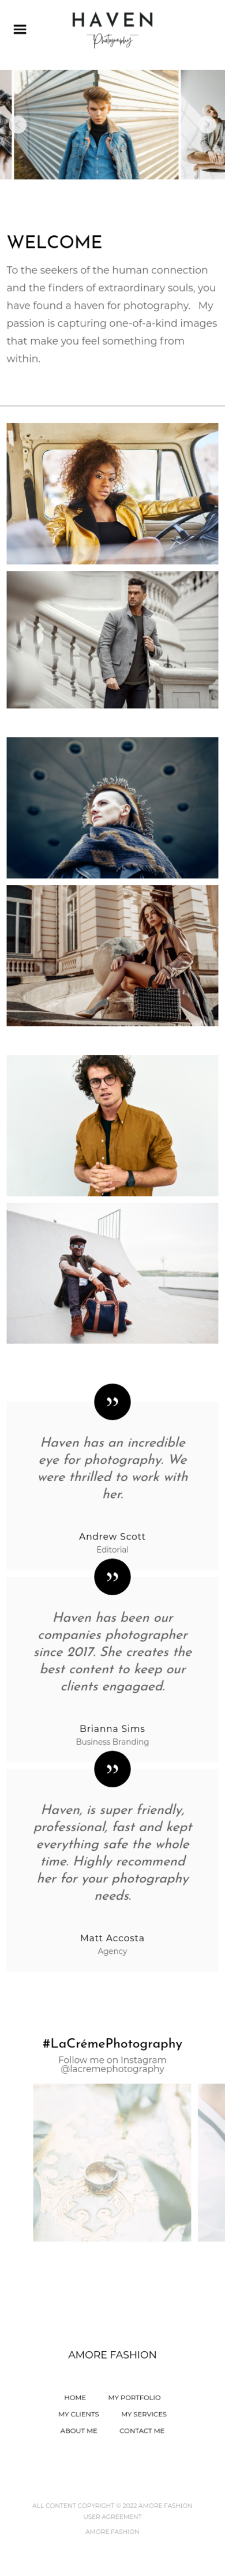 HAVEN
Photography
WELCOME
To the seekers of the human connection
and the finders of extraordinary souls, you
have found a haven for photography. My
passion is capturing one-of-a-kind images
that make you feel something from
within.
Haven has an incredible
eye for photography. We
were thrilled to work with
her.
Andrew Scott
Editorial
Haven has been our
companies photographer
since 2017. She creates the
best content to keep our
clients engagaed.
Brianna Sims
Business Branding
Haven, is super friendly,
professional, fast and kept
everything safe the whole
time. Highly recommend
her for your photography
needs.
Matt Accosta
Agency
#LaCrémePhotography
Follow me on Instagram
@lacremephotography
AMORE FASHION
HOME MY PORTFOLIO
MY CLIENTS MY SERVICES
ABOUT ME CONTACT ME
ALL CONTENT COPYRIGHT © 2022 AMORE FASHION
USER AGREEMENT
AMORE FASHION